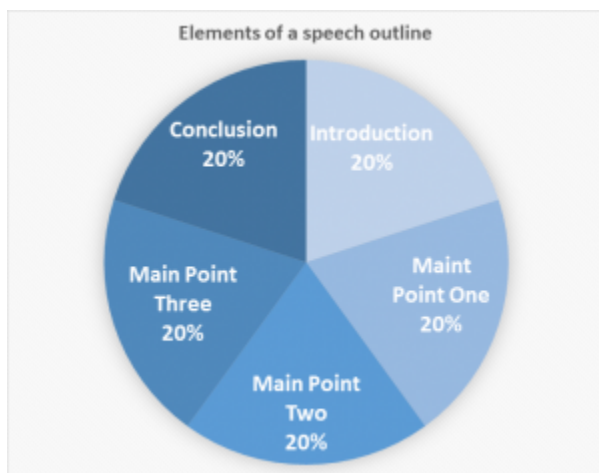 Elements of a speech outline
Conclusion
20%
Introduction
20%
Maint
Point One
20%
Main Point
Two
20%
Main Point
Three
20%